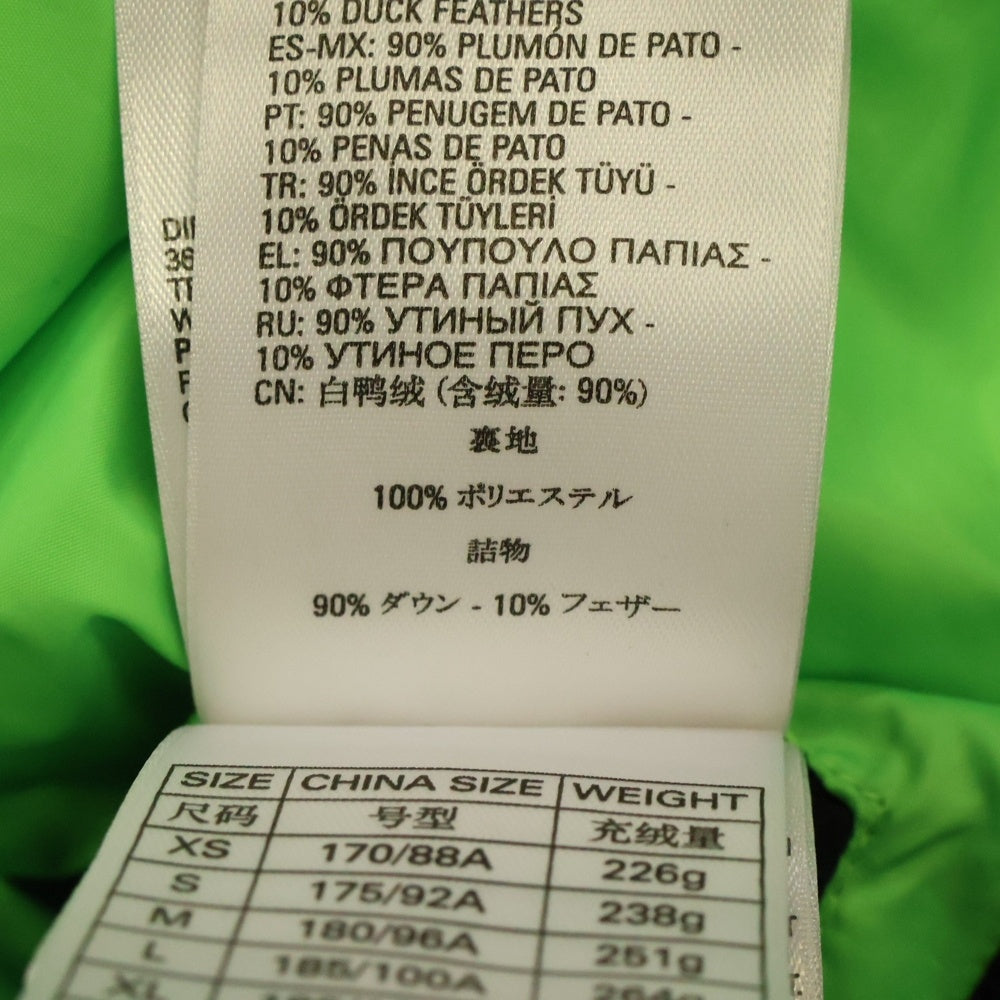 10% DUCK FEATHERS
ES-MX: 90% PLUMÓN DE PATO -
10% PLUMAS DE PATO
PT: 90% PENUGEM DE PATO -
10% PENAS DE PATO
TR: 90% İNCE ÖRDEK TÜYÜ -
10% ÖRDEK TÜYLERİ
EL: 90% ΠΟΥΠΟΥΛΟ ΠΑΠΙΑΣ -
10% ΦΤΕΡΑ ΠΑΠΙΑΣ
RU: 90% УТИНЫЙ ПУХ -
10% УТИНОЕ ПЕРО
CN: 白鸭绒 (含绒量: 90%)
裏地
100% ポリエステル
詰物
90% ダウン - 10% フェザー
SIZE CHINA SIZE WEIGHT
尺码 号型 充绒量
XS 170/88A 226g
S 175/92A 238g
M 180/96A 251g
L 185/100A 264g
XL